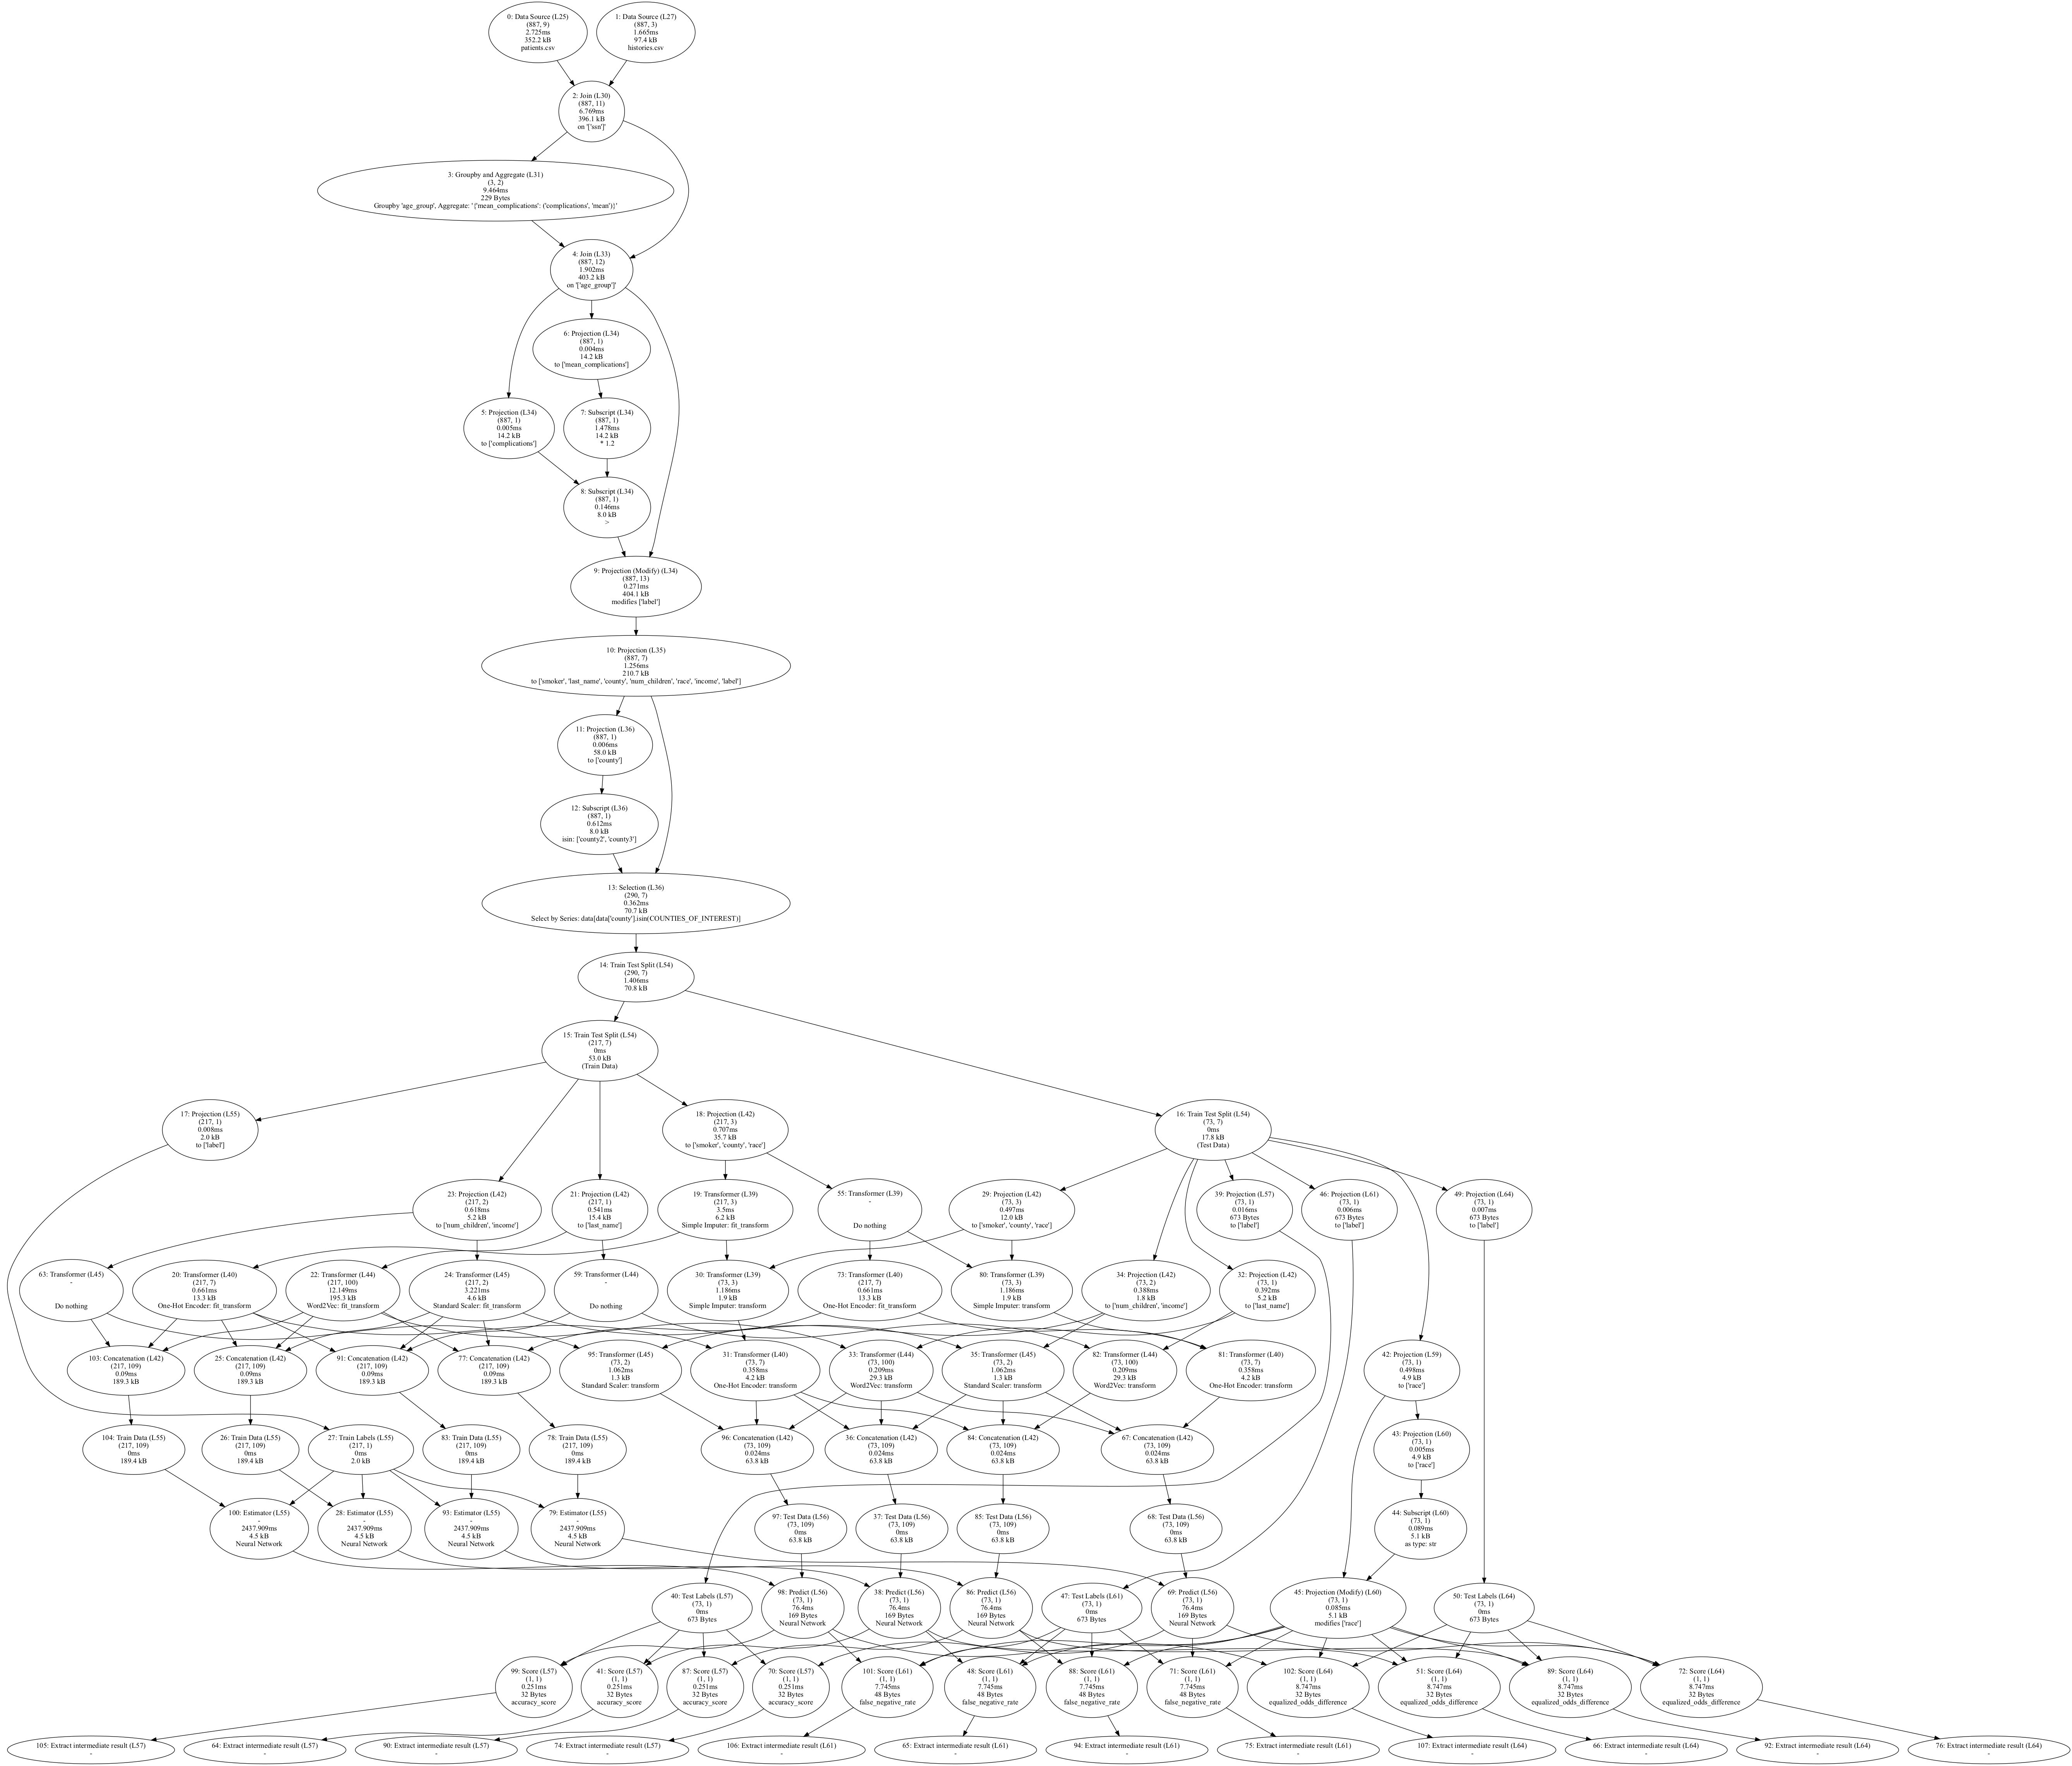 0: Data Source (L25)
(887, 9)
2.725ms
352.2 kB
patients.csv
1: Data Source (L27)
(887, 3)
1.665ms
97.4 kB
histories.csv
2: Join (L30)
(887, 11)
6.769ms
396.1 kB
on '['ssn']'
3: Groupby and Aggregate (L31)
(3, 2)
9.464ms
229 Bytes
Groupby 'age_group', Aggregate: '{'mean_complications': ('complications', 'mean')}'
4: Join (L33)
(887, 12)
1.902ms
403.2 kB
on '['age_group']'
6: Projection (L34)
(887, 1)
0.004ms
14.2 kB
to ['mean_complications']
5: Projection (L34)
(887, 1)
0.005ms
14.2 kB
to ['complications']
7: Subscript (L34)
(887, 1)
1.478ms
14.2 kB
* 1.2
8: Subscript (L34)
(887, 1)
0.146ms
8.0 kB
>
9: Projection (Modify) (L34)
(887, 13)
0.271ms
404.1 kB
modifies ['label']
10: Projection (L35)
(887, 7)
1.256ms
210.7 kB
to ['smoker', 'last_name', 'county', 'num_children', 'race', 'income', 'label']
11: Projection (L36)
(887, 1)
0.006ms
58.0 kB
to ['county']
12: Subscript (L36)
(887, 1)
0.612ms
8.0 kB
isin: ['county2', 'county3']
13: Selection (L36)
(290, 7)
0.362ms
70.7 kB
Select by Series: data[data['county'].isin(COUNTIES_OF_INTEREST)]
14: Train Test Split (L54)
(290, 7)
1.406ms
70.8 kB
15: Train Test Split (L54)
(217, 7)
0ms
53.0 kB
(Train Data)
17: Projection (L55)
(217, 1)
0.008ms
2.0 kB
to ['label']
18: Projection (L42)
(217, 3)
0.707ms
35.7 kB
to ['smoker', 'county', 'race']
16: Train Test Split (L54)
(73, 7)
0ms
17.8 kB
(Test Data)
23: Projection (L42)
(217, 2)
0.618ms
5.2 kB
to ['num_children', 'income']
21: Projection (L42)
(217, 1)
0.541ms
15.4 kB
to ['last_name']
19: Transformer (L39)
(217, 3)
3.5ms
6.2 kB
Simple Imputer: fit_transform
55: Transformer (L39)
-
Do nothing
29: Projection (L42)
(73, 3)
0.497ms
12.0 kB
to ['smoker', 'county', 'race']
39: Projection (L57)
(73, 1)
0.016ms
673 Bytes
to ['label']
46: Projection (L61)
(73, 1)
0.006ms
673 Bytes
to ['label']
49: Projection (L64)
(73, 1)
0.007ms
673 Bytes
to ['label']
63: Transformer (L45)
-
Do nothing
20: Transformer (L40)
(217, 7)
0.661ms
13.3 kB
One-Hot Encoder: fit_transform
22: Transformer (L44)
(217, 100)
12.149ms
195.3 kB
Word2Vec: fit_transform
24: Transformer (L45)
(217, 2)
3.221ms
4.6 kB
Standard Scaler: fit_transform
59: Transformer (L44)
-
Do nothing
30: Transformer (L39)
(73, 3)
1.186ms
1.9 kB
Simple Imputer: transform
73: Transformer (L40)
(217, 7)
0.661ms
13.3 kB
One-Hot Encoder: fit_transform
80: Transformer (L39)
(73, 3)
1.186ms
1.9 kB
Simple Imputer: transform
34: Projection (L42)
(73, 2)
0.388ms
1.8 kB
to ['num_children', 'income']
32: Projection (L42)
(73, 1)
0.392ms
5.2 kB
to ['last_name']
103: Concatenation (L42)
(217, 109)
0.09ms
189.3 kB
25: Concatenation (L42)
(217, 109)
0.09ms
189.3 kB
91: Concatenation (L42)
(217, 109)
0.09ms
189.3 kB
77: Concatenation (L42)
(217, 109)
0.09ms
189.3 kB
95: Transformer (L45)
(73, 2)
1.062ms
1.3 kB
Standard Scaler: transform
31: Transformer (L40)
(73, 7)
0.358ms
4.2 kB
One-Hot Encoder: transform
33: Transformer (L44)
(73, 100)
0.209ms
29.3 kB
Word2Vec: transform
35: Transformer (L45)
(73, 2)
1.062ms
1.3 kB
Standard Scaler: transform
82: Transformer (L44)
(73, 100)
0.209ms
29.3 kB
Word2Vec: transform
81: Transformer (L40)
(73, 7)
0.358ms
4.2 kB
One-Hot Encoder: transform
42: Projection (L59)
(73, 1)
0.498ms
4.9 kB
to ['race']
104: Train Data (L55)
(217, 109)
0ms
189.4 kB
26: Train Data (L55)
(217, 109)
0ms
189.4 kB
27: Train Labels (L55)
(217, 1)
0ms
2.0 kB
83: Train Data (L55)
(217, 109)
0ms
189.4 kB
78: Train Data (L55)
(217, 109)
0ms
189.4 kB
96: Concatenation (L42)
(73, 109)
0.024ms
63.8 kB
36: Concatenation (L42)
(73, 109)
0.024ms
63.8 kB
84: Concatenation (L42)
(73, 109)
0.024ms
63.8 kB
67: Concatenation (L42)
(73, 109)
0.024ms
63.8 kB
43: Projection (L60)
(73, 1)
0.005ms
4.9 kB
to ['race']
100: Estimator (L55)
-
2437.909ms
4.5 kB
Neural Network
28: Estimator (L55)
-
2437.909ms
4.5 kB
Neural Network
93: Estimator (L55)
-
2437.909ms
4.5 kB
Neural Network
79: Estimator (L55)
-
2437.909ms
4.5 kB
Neural Network
97: Test Data (L56)
(73, 109)
0ms
63.8 kB
37: Test Data (L56)
(73, 109)
0ms
63.8 kB
85: Test Data (L56)
(73, 109)
0ms
63.8 kB
68: Test Data (L56)
(73, 109)
0ms
63.8 kB
44: Subscript (L60)
(73, 1)
0.089ms
5.1 kB
as type: str
40: Test Labels (L57)
(73, 1)
0ms
673 Bytes
98: Predict (L56)
(73, 1)
76.4ms
169 Bytes
Neural Network
38: Predict (L56)
(73, 1)
76.4ms
169 Bytes
Neural Network
86: Predict (L56)
(73, 1)
76.4ms
169 Bytes
Neural Network
47: Test Labels (L61)
(73, 1)
0ms
673 Bytes
69: Predict (L56)
(73, 1)
76.4ms
169 Bytes
Neural Network
45: Projection (Modify) (L60)
(73, 1)
0.085ms
5.1 kB
modifies ['race']
50: Test Labels (L64)
(73, 1)
0ms
673 Bytes
99: Score (L57)
(1, 1)
0.251ms
32 Bytes
accuracy_score
41: Score (L57)
(1, 1)
0.251ms
32 Bytes
accuracy_score
87: Score (L57)
(1, 1)
0.251ms
32 Bytes
accuracy_score
70: Score (L57)
(1, 1)
0.251ms
32 Bytes
accuracy_score
101: Score (L61)
(1, 1)
7.745ms
48 Bytes
false_negative_rate
48: Score (L61)
(1, 1)
7.745ms
48 Bytes
false_negative_rate
88: Score (L61)
(1, 1)
7.745ms
48 Bytes
false_negative_rate
71: Score (L61)
(1, 1)
7.745ms
48 Bytes
false_negative_rate
102: Score (L64)
(1, 1)
8.747ms
32 Bytes
equalized_odds_difference
51: Score (L64)
(1, 1)
8.747ms
32 Bytes
equalized_odds_difference
89: Score (L64)
(1, 1)
8.747ms
32 Bytes
equalized_odds_difference
72: Score (L64)
(1, 1)
8.747ms
32 Bytes
equalized_odds_difference
105: Extract intermediate result (L57)
-
64: Extract intermediate result (L57)
-
90: Extract intermediate result (L57)
-
74: Extract intermediate result (L57)
-
106: Extract intermediate result (L61)
-
65: Extract intermediate result (L61)
-
94: Extract intermediate result (L61)
-
75: Extract intermediate result (L61)
-
107: Extract intermediate result (L64)
-
66: Extract intermediate result (L64)
-
92: Extract intermediate result (L64)
-
76: Extract intermediate result (L64)
-